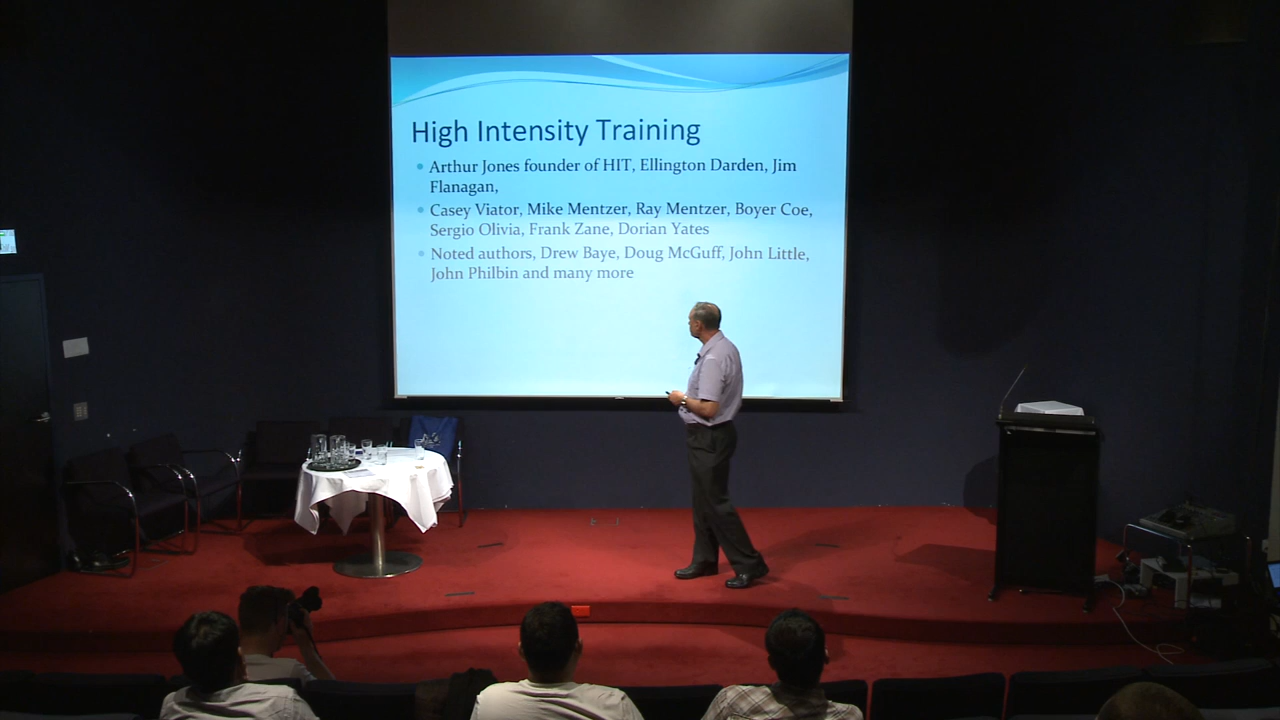 High Intensity Training
Arthur Jones founder of HIT, Ellington Darden, Jim
Flanagan,
Casey Viator, Mike Mentzer, Ray Mentzer, Boyer Coe,
Sergio Olivia, Frank Zane, Dorian Yates
Noted authors, Drew Baye, Doug McGuff, John Little,
John Philbin and many more